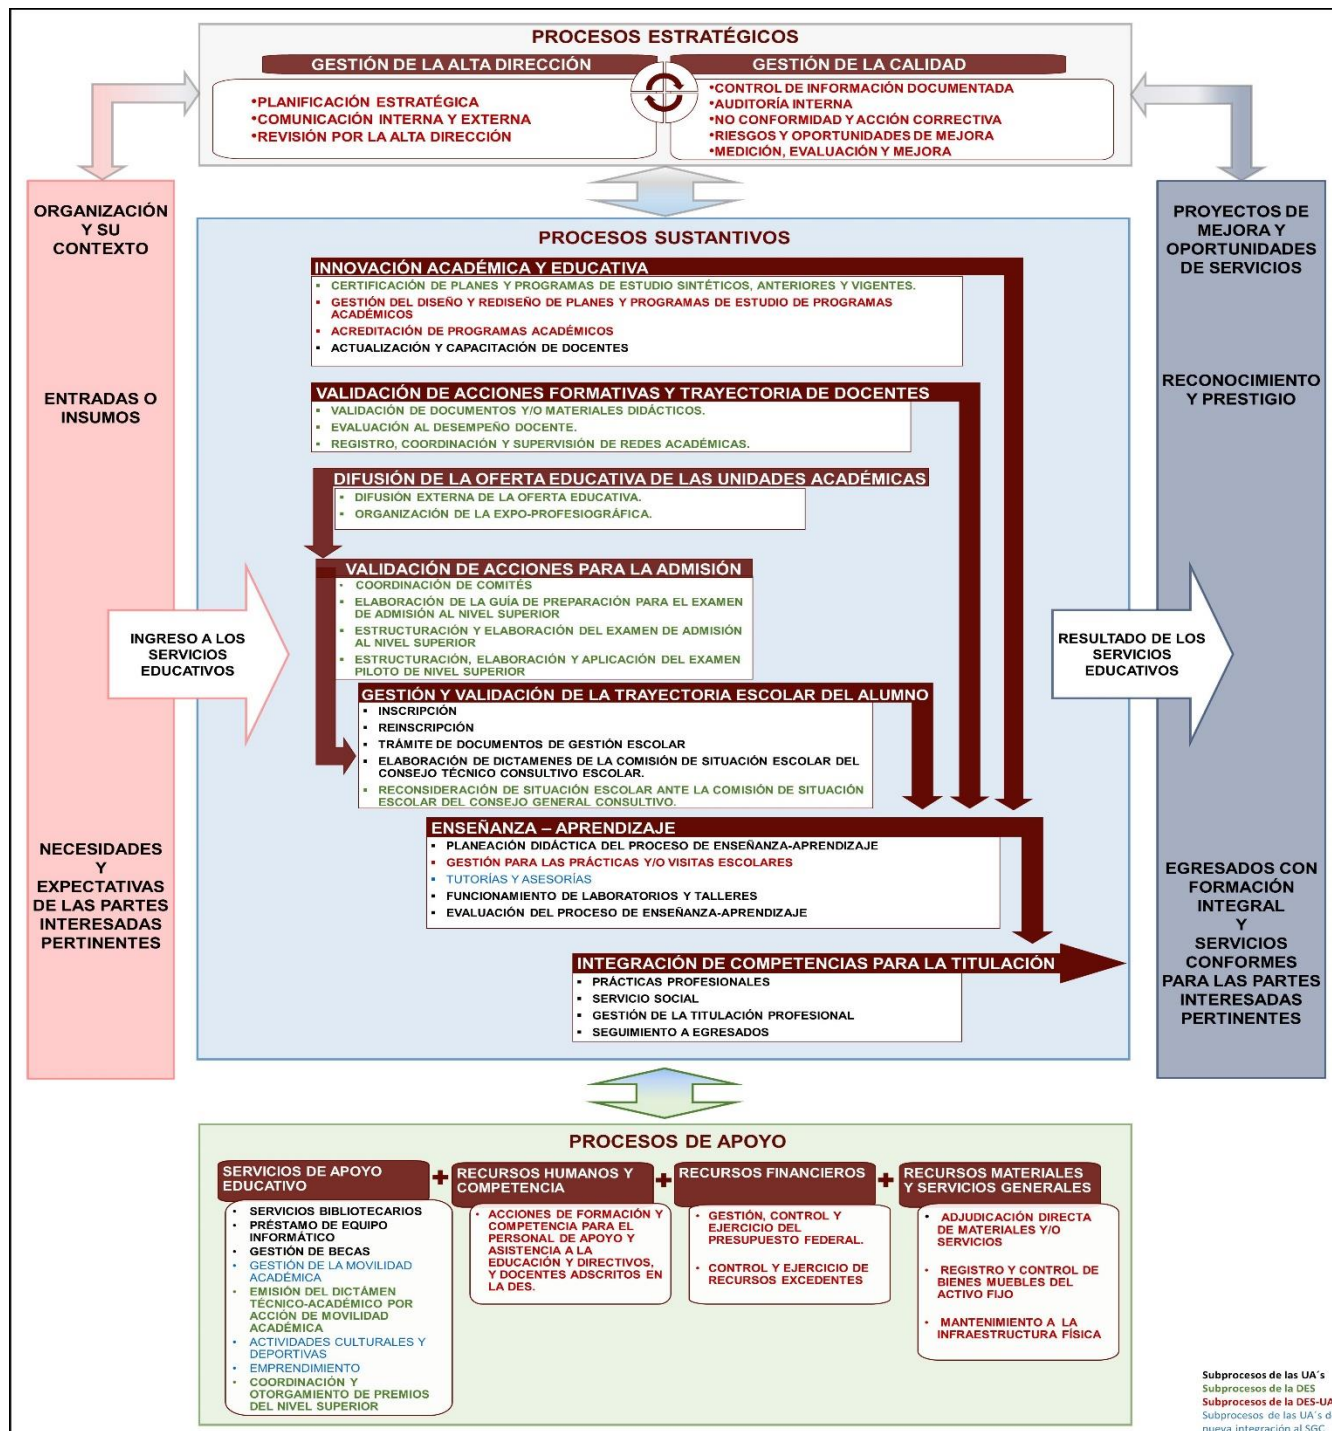 PROCESOS ESTRATÉGICOS
GESTIÓN DE LA ALTA DIRECCIÓN
•PLANIFICACIÓN ESTRATÉGICA
•COMUNICACIÓN INTERNA Y EXTERNA
•REVISIÓN POR LA ALTA DIRECCIÓN
GESTIÓN DE LA CALIDAD
•CONTROL DE INFORMACIÓN DOCUMENTADA
•AUDITORÍA INTERNA
•NO CONFORMIDAD Y ACCIÓN CORRECTIVA
•RIESGOS Y OPORTUNIDADES DE MEJORA
•MEDICIÓN, EVALUACIÓN Y MEJORA
ORGANIZACIÓN
Y SU
CONTEXTO
ENTRADAS O
INSUMOS
NECESIDADES
Y
EXPECTATIVAS
DE LAS PARTES
INTERESADAS
PERTINENTES
INGRESO A LOS
SERVICIOS
EDUCATIVOS
PROCESOS SUSTANTIVOS
INNOVACIÓN ACADÉMICA Y EDUCATIVA
▪ CERTIFICACIÓN DE PLANES Y PROGRAMAS DE ESTUDIO SINTÉTICOS, ANTERIORES Y VIGENTES.
▪ GESTIÓN DEL DISEÑO Y REDISEÑO DE PLANES Y PROGRAMAS DE ESTUDIO DE PROGRAMAS
ACADÉMICOS
▪ ACREDITACIÓN DE PROGRAMAS ACADÉMICOS
▪ ACTUALIZACIÓN Y CAPACITACIÓN DE DOCENTES
VALIDACIÓN DE ACCIONES FORMATIVAS Y TRAYECTORIA DE DOCENTES
▪ VALIDACIÓN DE DOCUMENTOS Y/O MATERIALES DIDÁCTICOS.
▪ EVALUACIÓN AL DESEMPEÑO DOCENTE.
▪ REGISTRO, COORDINACIÓN Y SUPERVISIÓN DE REDES ACADÉMICAS.
DIFUSIÓN DE LA OFERTA EDUCATIVA DE LAS UNIDADES ACADÉMICAS
▪ DIFUSIÓN EXTERNA DE LA OFERTA EDUCATIVA.
▪ ORGANIZACIÓN DE LA EXPO-PROFESIOGRÁFICA.
VALIDACIÓN DE ACCIONES PARA LA ADMISIÓN
▪ COORDINACIÓN DE COMITÉS
▪ ELABORACIÓN DE LA GUÍA DE PREPARACIÓN PARA EL EXAMEN
DE ADMISIÓN AL NIVEL SUPERIOR
▪ ESTRUCTURACIÓN Y ELABORACIÓN DEL EXAMEN DE ADMISIÓN
AL NIVEL SUPERIOR
▪ ESTRUCTURACIÓN, ELABORACIÓN Y APLICACIÓN DEL EXAMEN
PILOTO DE NIVEL SUPERIOR
GESTIÓN Y VALIDACIÓN DE LA TRAYECTORIA ESCOLAR DEL ALUMNO
▪ INSCRIPCIÓN
▪ REINSCRIPCIÓN
▪ TRÁMITE DE DOCUMENTOS DE GESTIÓN ESCOLAR
▪ ELABORACIÓN DE DICTAMENES DE LA COMISIÓN DE SITUACIÓN ESCOLAR DEL
CONSEJO TÉCNICO CONSULTIVO ESCOLAR.
▪ RECONSIDERACIÓN DE SITUACIÓN ESCOLAR ANTE LA COMISIÓN DE SITUACIÓN
ESCOLAR DEL CONSEJO GENERAL CONSULTIVO.
ENSEÑANZA – APRENDIZAJE
▪ PLANEACIÓN DIDÁCTICA DEL PROCESO DE ENSEÑANZA-APRENDIZAJE
▪ GESTIÓN PARA LAS PRÁCTICAS Y/O VISITAS ESCOLARES
▪ TUTORÍAS Y ASESORÍAS
▪ FUNCIONAMIENTO DE LABORATORIOS Y TALLERES
▪ EVALUACIÓN DEL PROCESO DE ENSEÑANZA-APRENDIZAJE
INTEGRACIÓN DE COMPETENCIAS PARA LA TITULACIÓN
▪ PRÁCTICAS PROFESIONALES
▪ SERVICIO SOCIAL
▪ GESTIÓN DE LA TITULACIÓN PROFESIONAL
▪ SEGUIMIENTO A EGRESADOS
RESULTADO DE LOS
SERVICIOS
EDUCATIVOS
PROYECTOS DE
MEJORA Y
OPORTUNIDADES
DE SERVICIOS
RECONOCIMIENTO
Y PRESTIGIO
EGRESADOS CON
FORMACIÓN
INTEGRAL
Y
SERVICIOS
CONFORMES
PARA LAS PARTES
INTERESADAS
PERTINENTES
PROCESOS DE APOYO
SERVICIOS DE APOYO
EDUCATIVO
▪ SERVICIOS BIBLIOTECARIOS
▪ PRÉSTAMO DE EQUIPO
INFORMÁTICO
▪ GESTIÓN DE BECAS
▪ GESTIÓN DE LA MOVILIDAD
ACADÉMICA
▪ EMISIÓN DEL DICTÁMEN
TÉCNICO-ACADÉMICO POR
ACCIÓN DE MOVILIDAD
ACADÉMICA
▪ ACTIVIDADES CULTURALES Y
DEPORTIVAS
▪ EMPRENDIMIENTO
▪ COORDINACIÓN Y
OTORGAMIENTO DE PREMIOS
DEL NIVEL SUPERIOR
+
RECURSOS HUMANOS Y
COMPETENCIA
• ACCIONES DE FORMACIÓN Y
COMPETENCIA PARA EL
PERSONAL DE APOYO Y
ASISTENCIA A LA
EDUCACIÓN Y DIRECTIVOS,
Y DOCENTES ADSCRITOS EN
LA DES.
+
RECURSOS FINANCIEROS
• GESTIÓN, CONTROL Y
EJERCICIO DEL
PRESUPUESTO FEDERAL.
• CONTROL Y EJERCICIO DE
RECURSOS EXCEDENTES
+
RECURSOS MATERIALES
Y SERVICIOS GENERALES
• ADJUDICACIÓN DIRECTA
DE MATERIALES Y/O
SERVICIOS
• REGISTRO Y CONTROL DE
BIENES MUEBLES DEL
ACTIVO FIJO
• MANTENIMIENTO A LA
INFRAESTRUCTURA FÍSICA
Subprocesos de las UA´s
Subprocesos de la DES
Subprocesos de la DES-UA
Subprocesos de las UA´s d
nueva integración al SGC